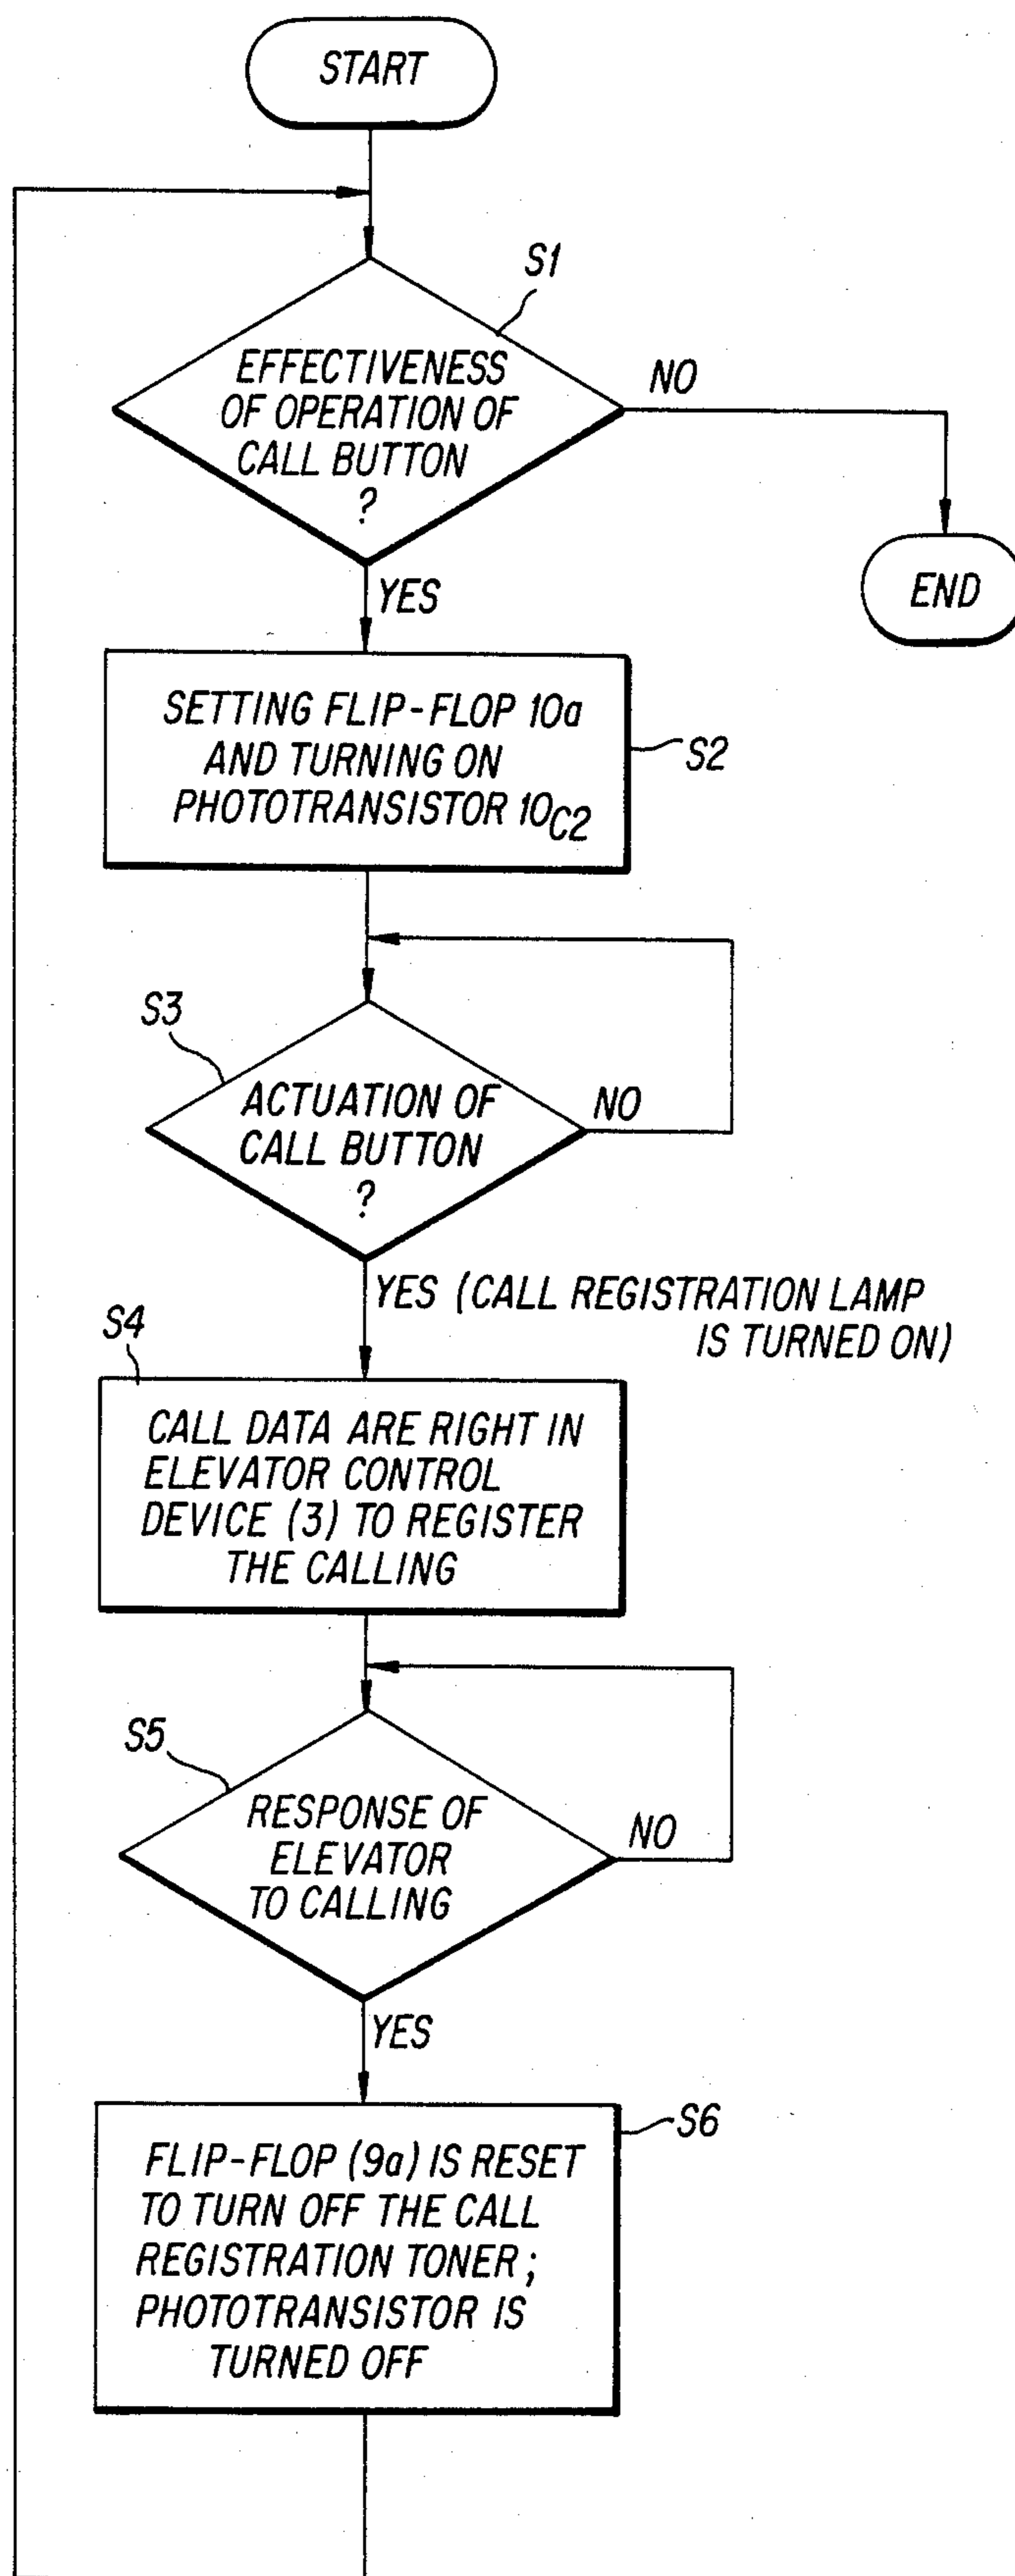 START
S1
EFFECTIVENESS
OF OPERATION OF
CALL BUTTON
?
NO
END
YES
SETTING FLIP-FLOP 10a
AND TURNING ON
PHOTOTRANSISTOR 10C2
S2
S3
ACTUATION OF
CALL BUTTON
?
NO
YES (CALL REGISTRATION LAMP
IS TURNED ON)
S4
CALL DATA ARE RIGHT IN
ELEVATOR CONTROL
DEVICE (3) TO REGISTER
THE CALLING
S5
RESPONSE OF
ELEVATOR
TO CALLING
NO
YES
S6
FLIP-FLOP (9a) IS RESET
TO TURN OFF THE CALL
REGISTRATION TONER;
PHOTOTRANSISTOR IS
TURNED OFF